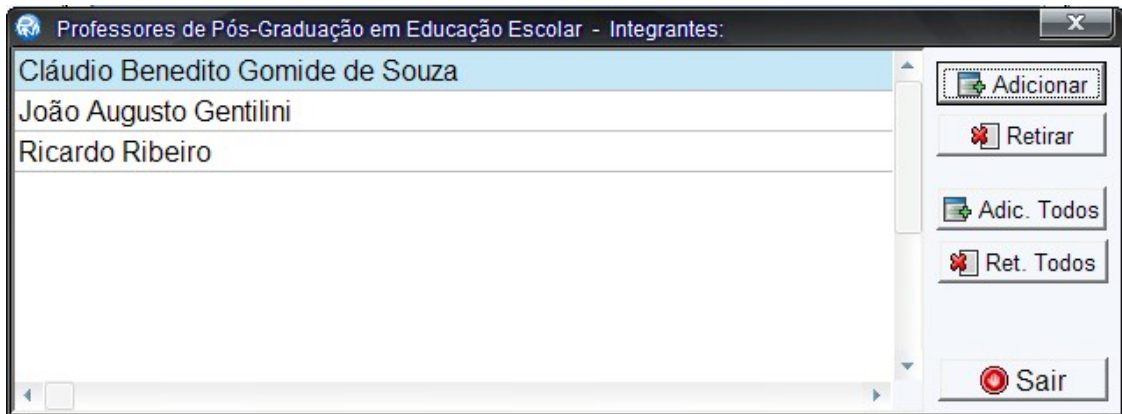 Professores de Pós-Graduação em Educação Escolar - Integrantes:
Cláudio Benedito Gomide de Souza
João Augusto Gentilini
Ricardo Ribeiro
Adicionar
Retirar
Adic. Todos
Ret. Todos
Sair